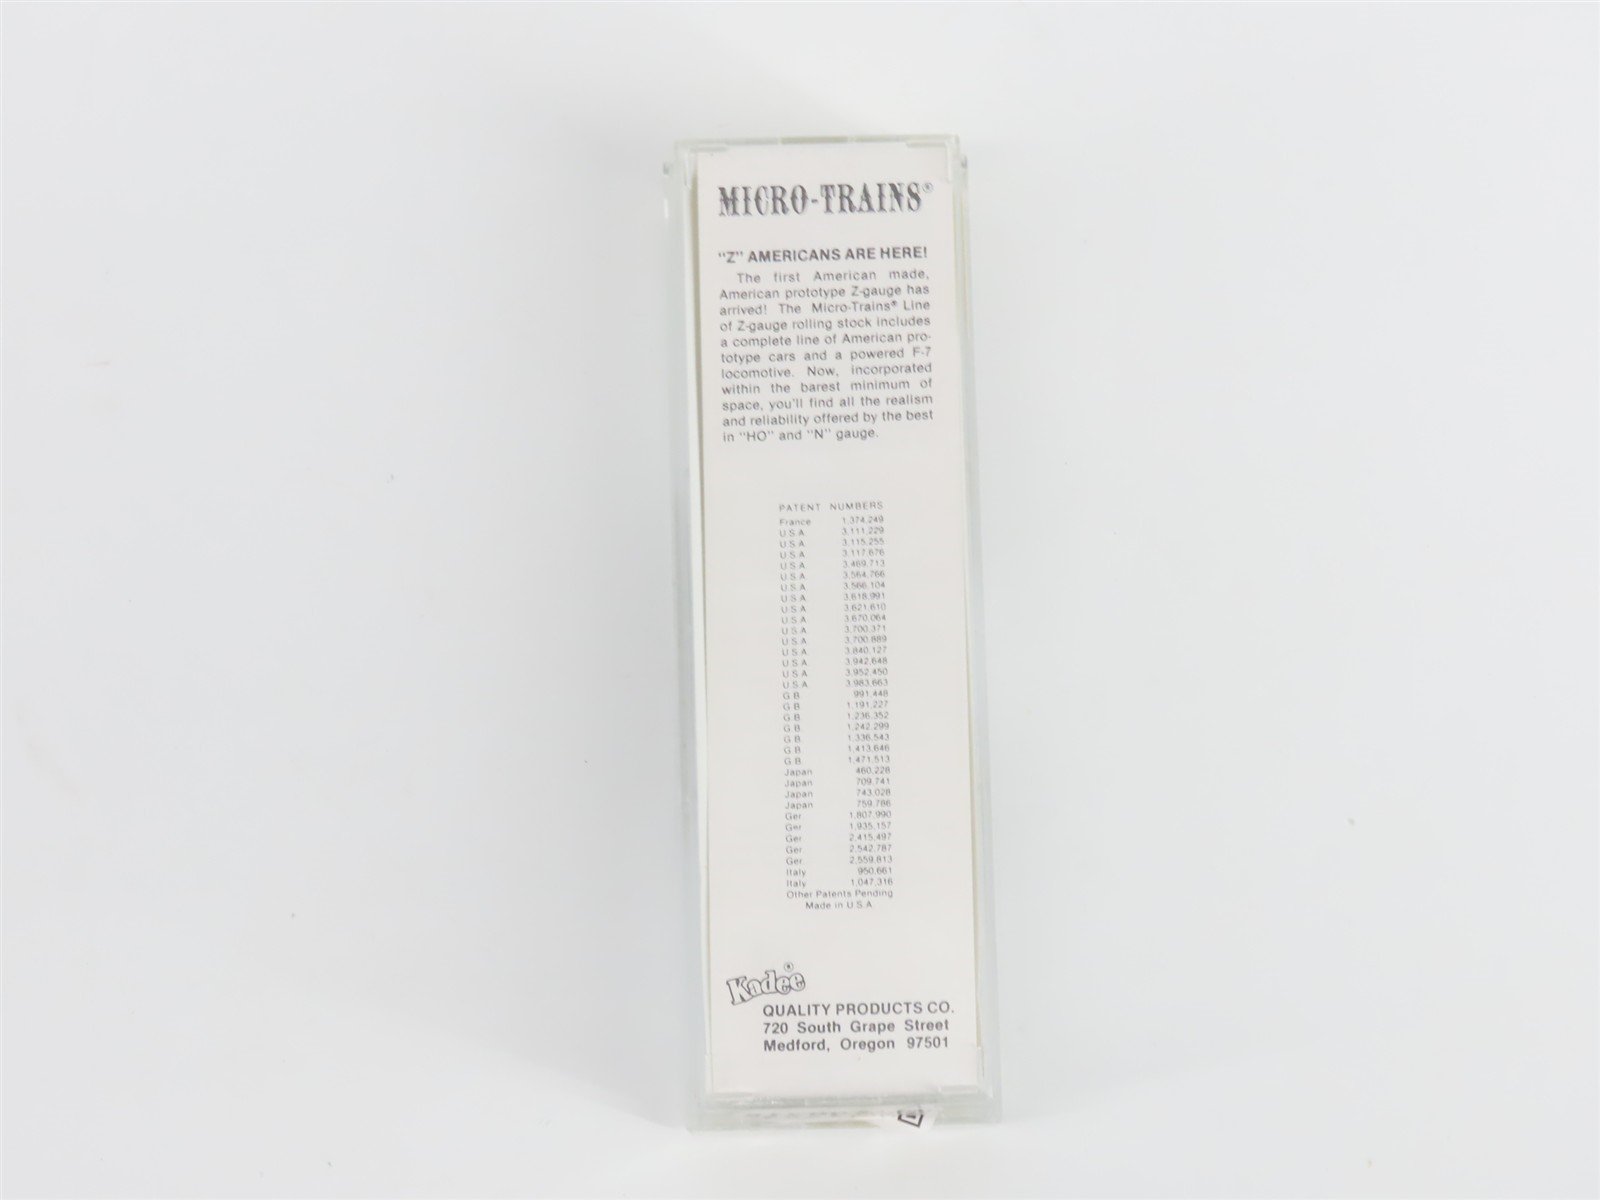 MICRO-TRAINS®
"Z" AMERICANS ARE HERE!
The first American made,
American prototype Z-gauge has
arrived! The Micro-Trains® Line
of Z-gauge rolling stock includes
a complete line of American pro-
totype cars and a powered F-7
locomotive. Now, incorporated
within the barest minimum of
space, you'll find all the realism
and reliability offered by the best
in "HO" and "N" gauge.
PATENT NUMBERS
France 1,374,249
U.S.A. 3,111,229
U.S.A. 3,115,255
U.S.A. 3,117,676
U.S.A. 3,469,713
U.S.A. 3,564,766
U.S.A. 3,566,104
U.S.A. 3,618,991
U.S.A. 3,621,610
U.S.A. 3,670,064
U.S.A. 3,700,371
U.S.A. 3,700,889
U.S.A. 3,840,127
U.S.A. 3,942,648
U.S.A. 3,952,450
U.S.A. 3,983,663
G.B. 991,448
G.B. 1,191,227
G.B. 1,236,352
G.B. 1,242,299
G.B. 1,336,543
G.B. 1,413,646
G.B. 1,471,513
Japan 460,228
Japan 709,741
Japan 743,028
Japan 759,786
Ger. 1,807,990
Ger. 1,935,157
Ger. 2,415,497
Ger. 2,542,787
Ger. 2,559,813
Italy 950,661
Italy 1,047,316
Other Patents Pending
Made in U.S.A.
Kadee®
QUALITY PRODUCTS CO.
720 South Grape Street
Medford, Oregon 97501